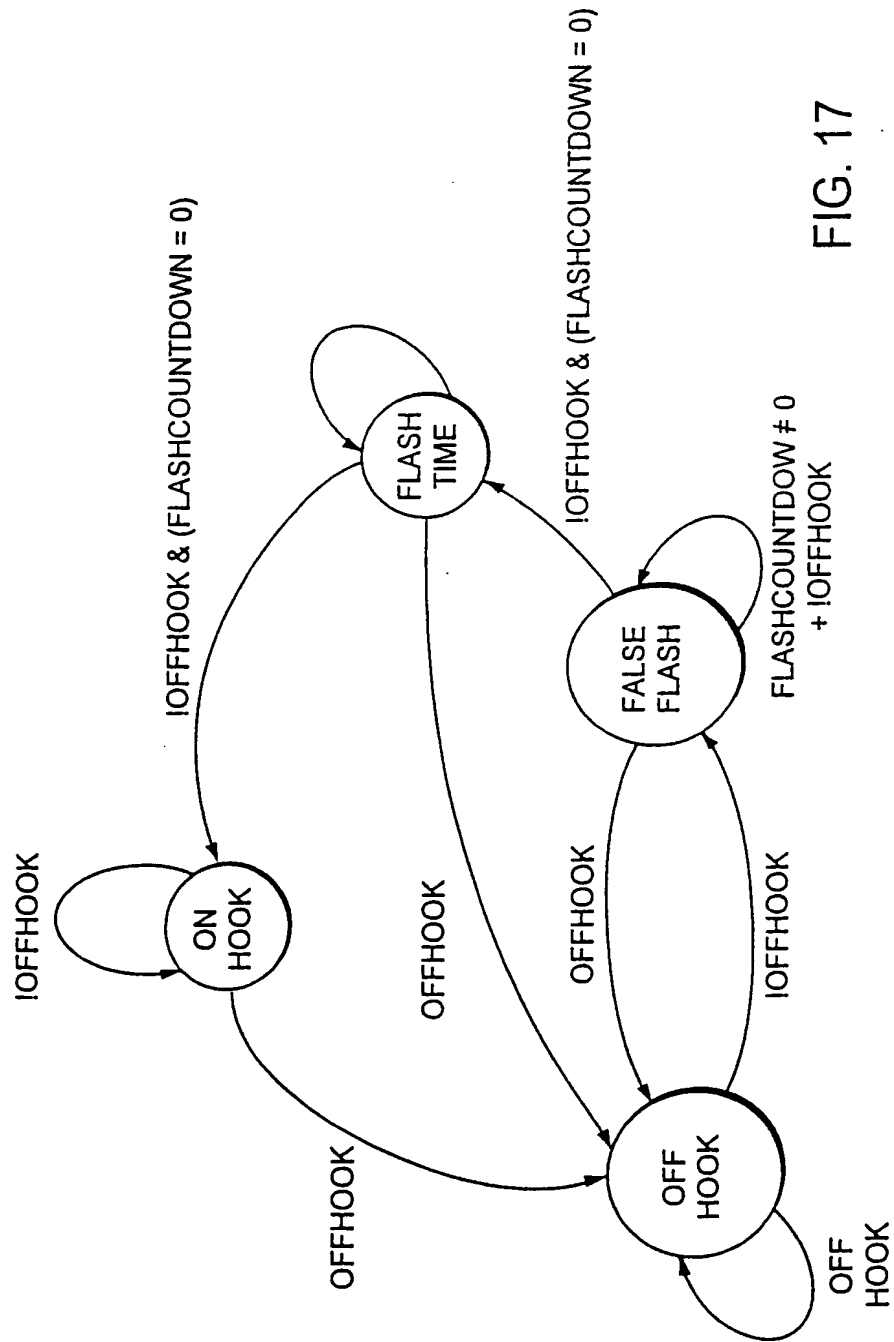 !OFFHOOK
ON
HOOK
!OFFHOOK & (FLASHCOUNTDOWN = 0)
OFFHOOK
FLASH
TIME
OFFHOOK
!OFFHOOK & (FLASHCOUNTDOWN = 0)
OFFHOOK
FALSE
FLASH
OFF
HOOK
!OFFHOOK
FLASHCOUNTDOW ≠ 0
+ !OFFHOOK
OFF
HOOK
FIG. 17